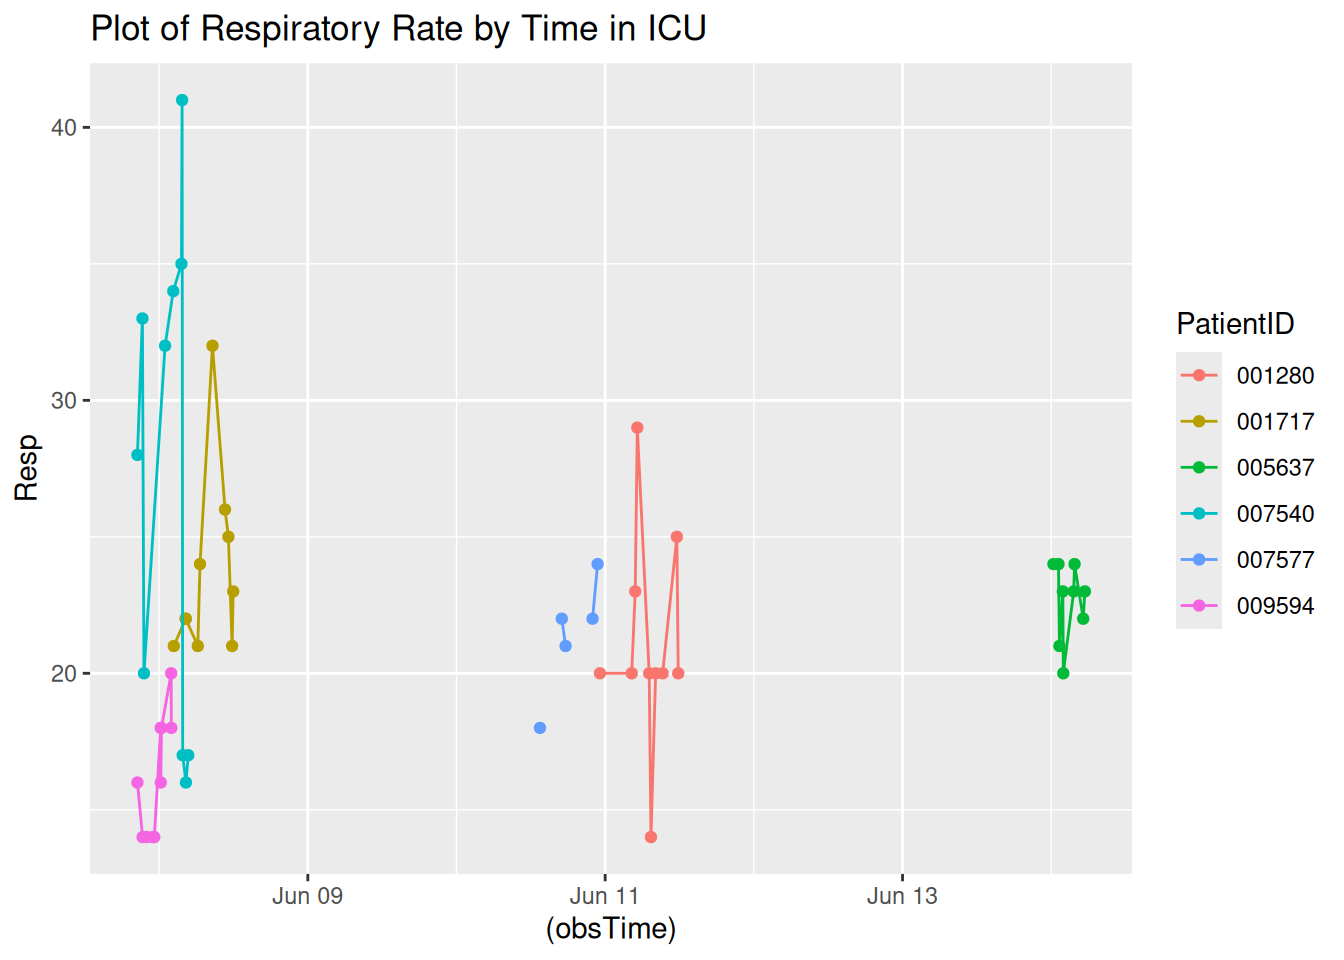 Plot of Respiratory Rate by Time in ICU
40
30
20
Resp
Jun 09
Jun 11
Jun 13
(obsTime)
PatientID
001280
001717
005637
007540
007577
009594